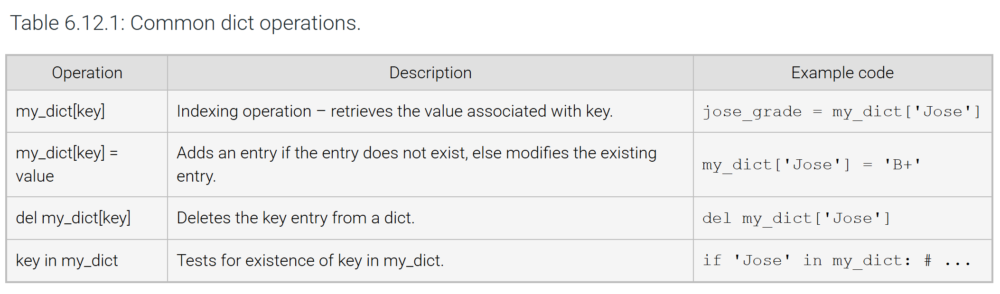 Table 6.12.1: Common dict operations.
Operation
Description
Example code
my_dict[key]
Indexing operation – retrieves the value associated with key.
jose_grade = my_dict['Jose']
my_dict[key] =
value
Adds an entry if the entry does not exist, else modifies the existing
entry.
my_dict['Jose'] = 'B+'
del my_dict[key]
Deletes the key entry from a dict.
del my_dict['Jose']
key in my_dict
Tests for existence of key in my_dict.
if 'Jose' in my_dict: # ...